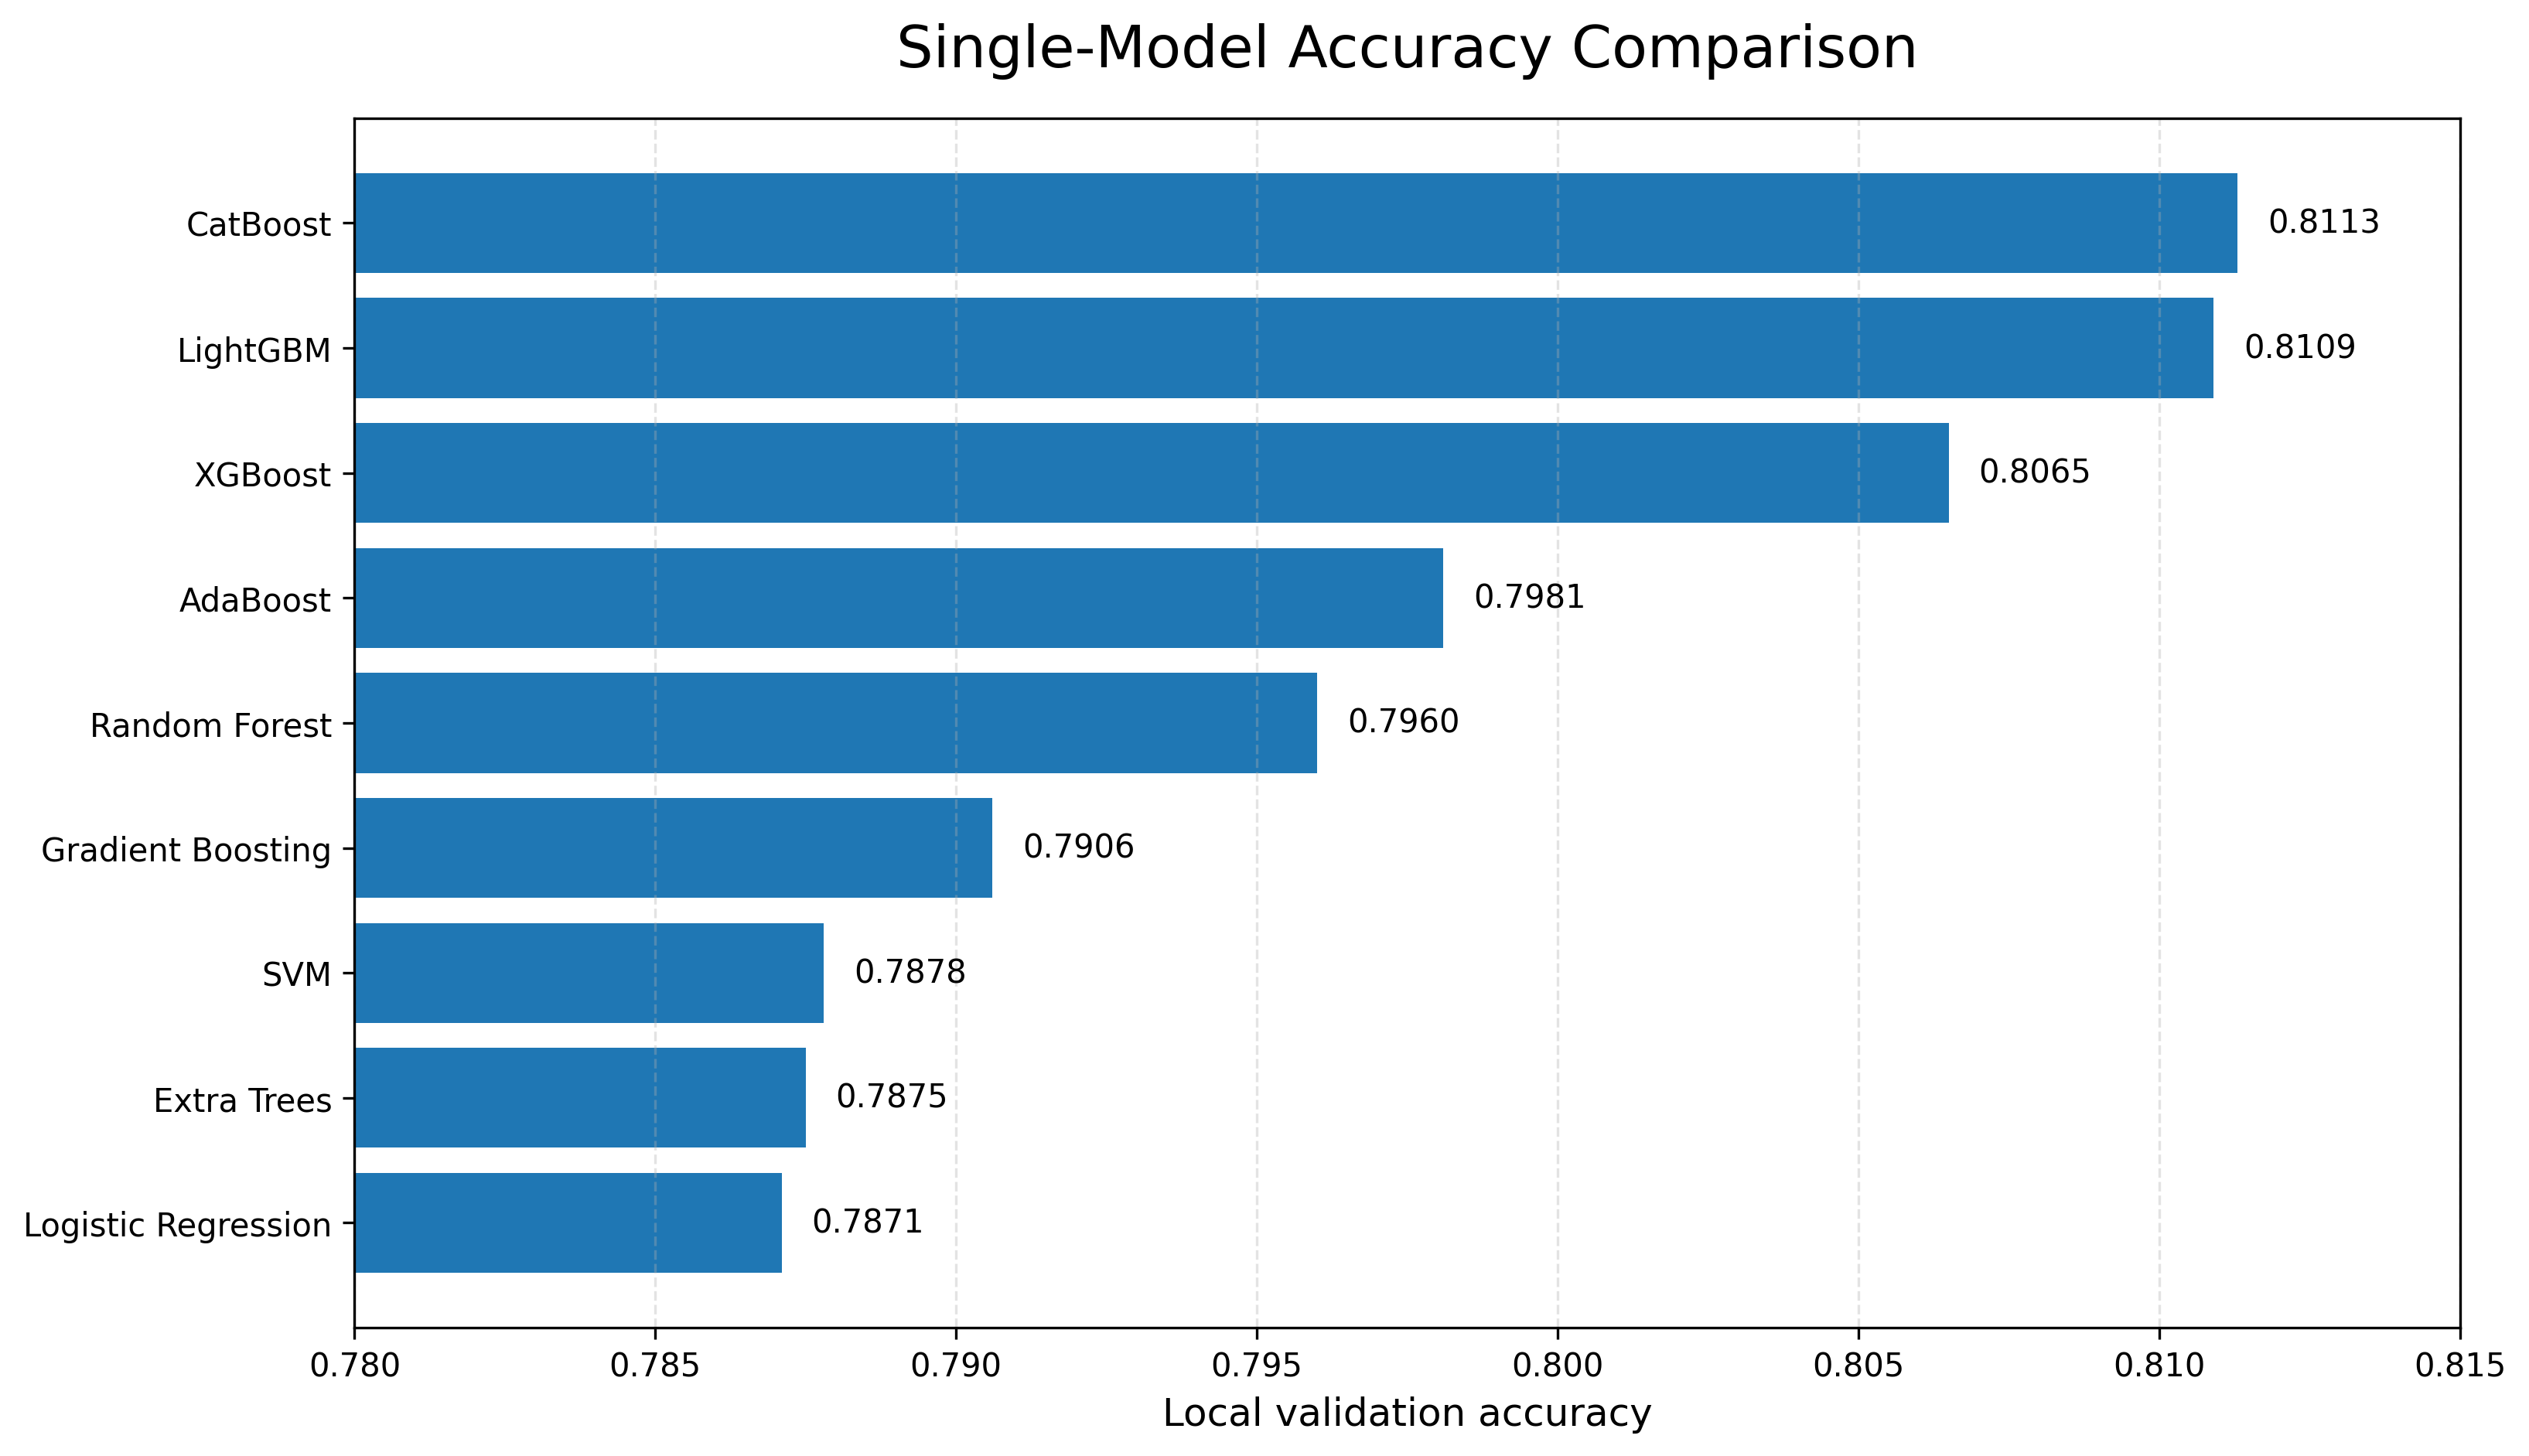 Single-Model Accuracy Comparison
CatBoost 0.8113
LightGBM 0.8109
XGBoost 0.8065
AdaBoost 0.7981
Random Forest 0.7960
Gradient Boosting 0.7906
SVM 0.7878
Extra Trees 0.7875
Logistic Regression 0.7871
0.780 0.785 0.790 0.795 0.800 0.805 0.810 0.815
Local validation accuracy